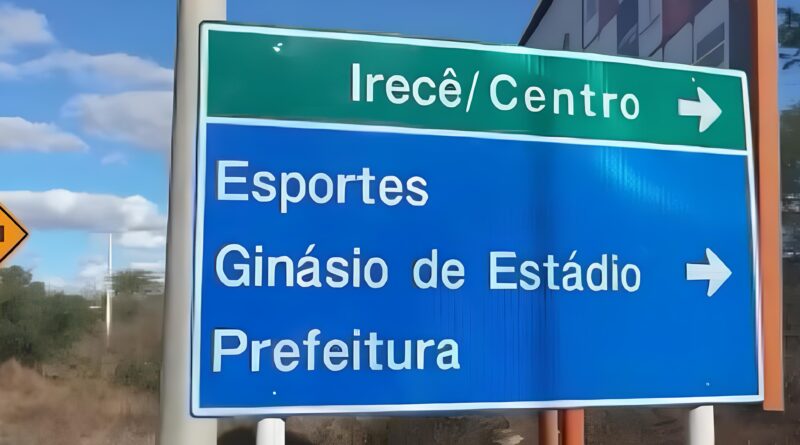 Irecê/Centro
Esportes
Ginásio de Estádio
Prefeitura